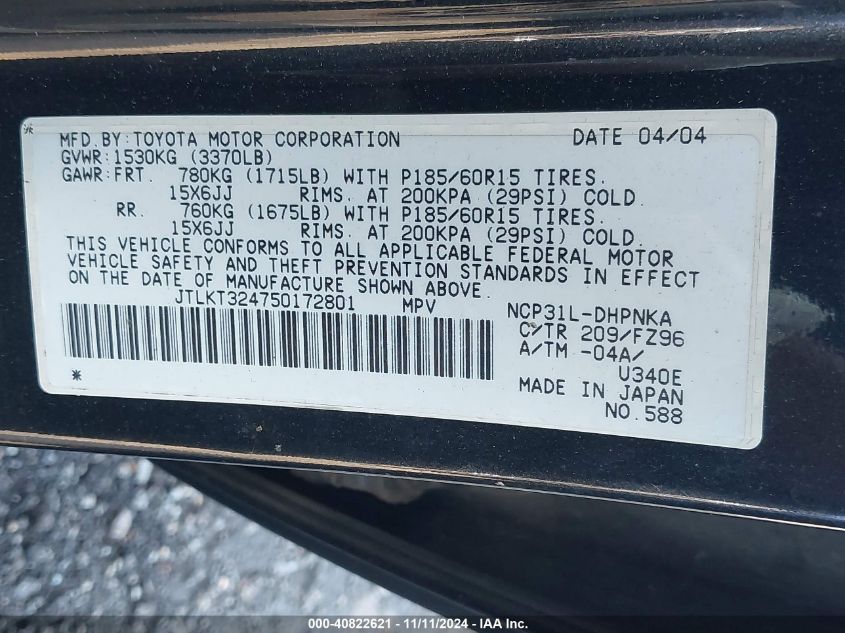 MFD.BY:TOYOTA MOTOR CORPORATION DATE 04/04
GVWR:1530KG (3370LB)
GAWR:FRT. 780KG (1715LB) WITH P185/60R15 TIRES.
15X6JJ RIMS. AT 200KPA (29PSI) COLD.
RR. 760KG (1675LB) WITH P185/60R15 TIRES.
15X6JJ RIMS. AT 200KPA (29PSI) COLD.
THIS VEHICLE CONFORMS TO ALL APPLICABLE FEDERAL MOTOR
VEHICLE SAFETY AND THEFT PREVENTION STANDARDS IN EFFECT
ON THE DATE OF MANUFACTURE SHOWN ABOVE.
JTLKT324750172801 MPV NCP31L-DHPNKA
C/TR 209/FZ96
A/TM -04A/
U340E
MADE IN JAPAN
NO.588
000-40822621 - 11/11/2024 - IAA Inc.